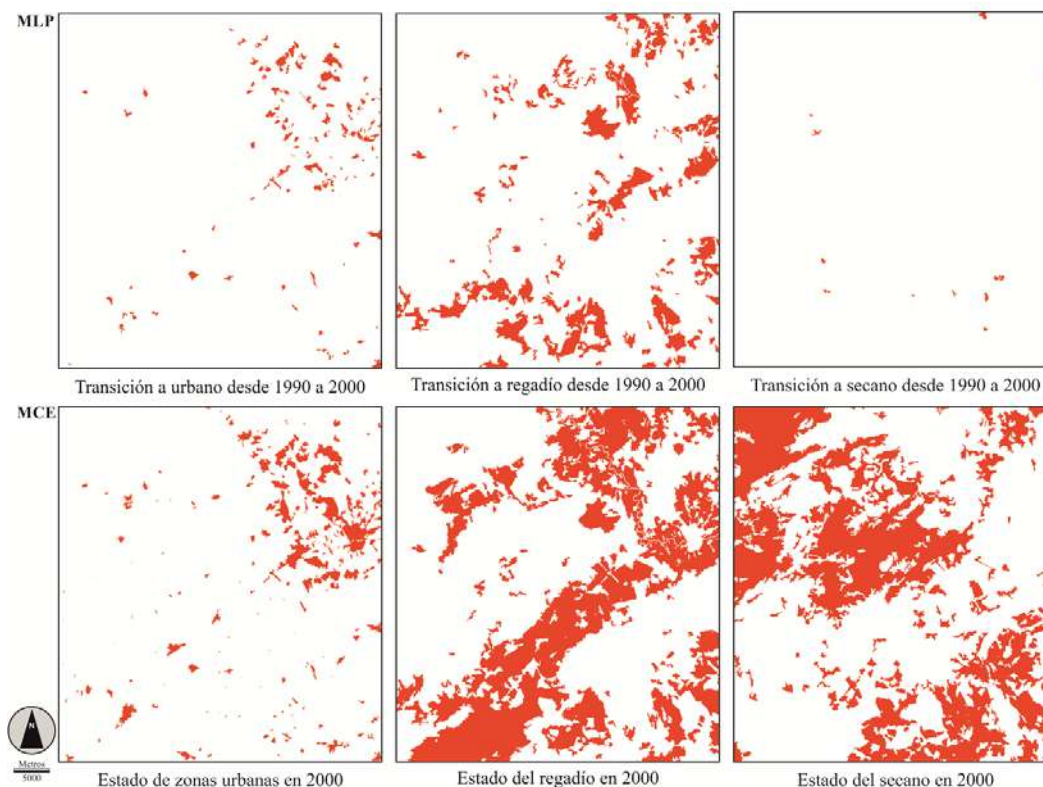 MLP
Transición a urbano desde 1990 a 2000
Transición a regadío desde 1990 a 2000
Transición a secano desde 1990 a 2000
MCE
N
Metros
5000
Estado de zonas urbanas en 2000
Estado del regadío en 2000
Estado del secano en 2000